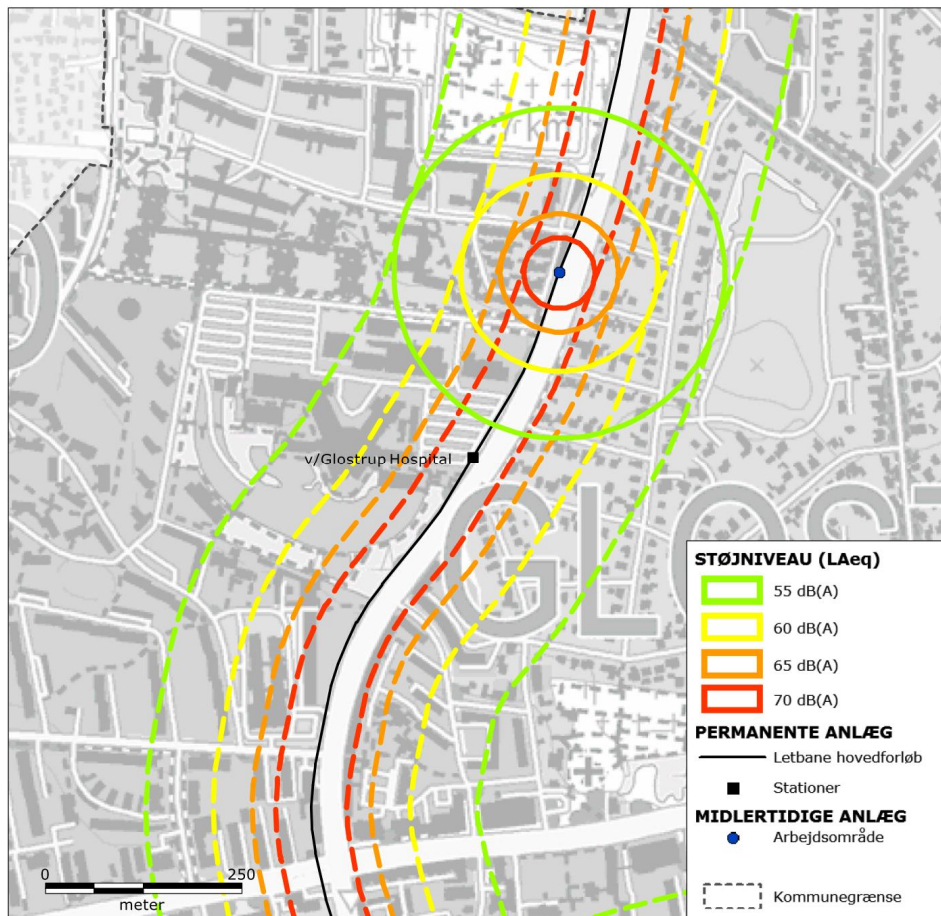 v/Glostrup Hospital
GLOST
STØJNIVEAU (LAeq)
55 dB(A)
60 dB(A)
65 dB(A)
70 dB(A)
PERMANENTE ANLÆG
Letbane hovedforløb
Stationer
MIDLERTIDIGE ANLÆG
Arbejdsområde
Kommunegrænse
0 250
meter